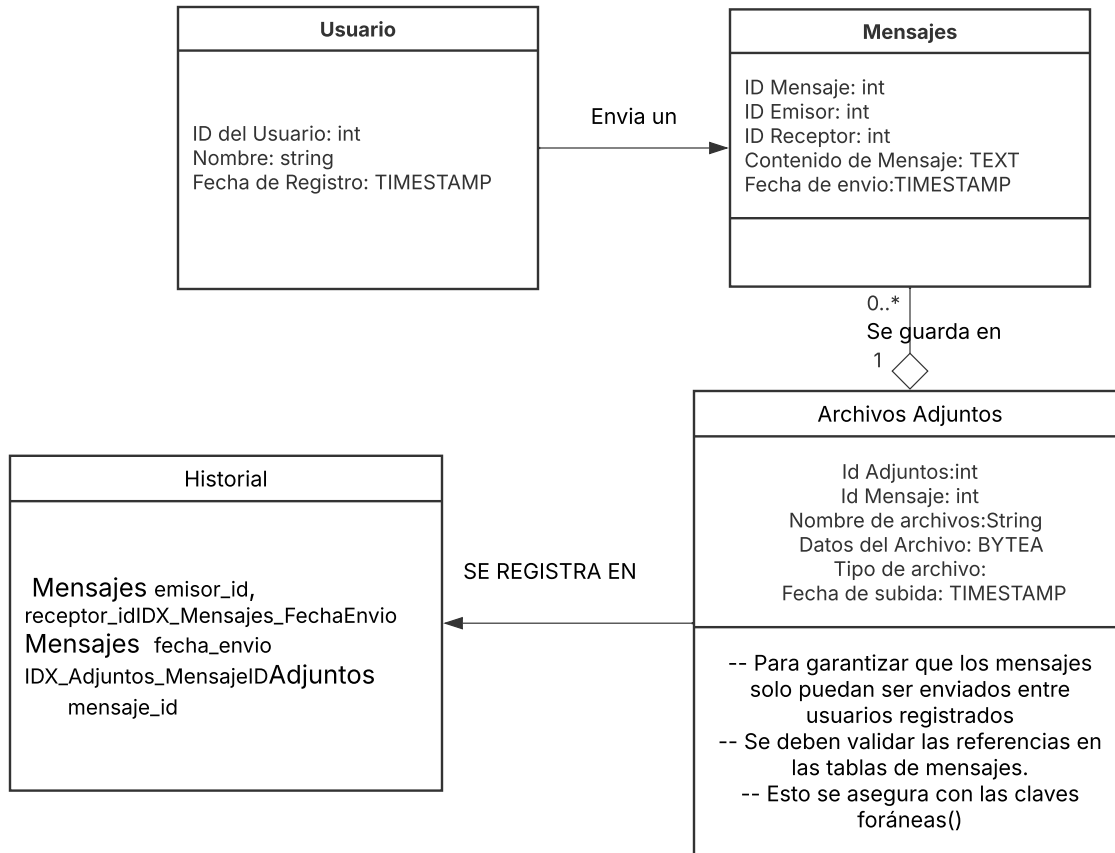 Usuario
ID del Usuario: int
Nombre: string
Fecha de Registro: TIMESTAMP
Envia un
Mensajes
ID Mensaje: int
ID Emisor: int
ID Receptor: int
Contenido de Mensaje: TEXT
Fecha de envio:TIMESTAMP
0..*
Se guarda en
1
Archivos Adjuntos
Id Adjuntos:int
Id Mensaje: int
Nombre de archivos:String
Datos del Archivo: BYTEA
Tipo de archivo:
Fecha de subida: TIMESTAMP
-- Para garantizar que los mensajes
solo puedan ser enviados entre
usuarios registrados
-- Se deben validar las referencias en
las tablas de mensajes.
-- Esto se asegura con las claves
foráneas()
SE REGISTRA EN
Historial
Mensajes emisor_id,
receptor_idIDX_Mensajes_FechaEnvio
Mensajes fecha_envio
IDX_Adjuntos_MensajeIDAdjuntos
mensaje_id